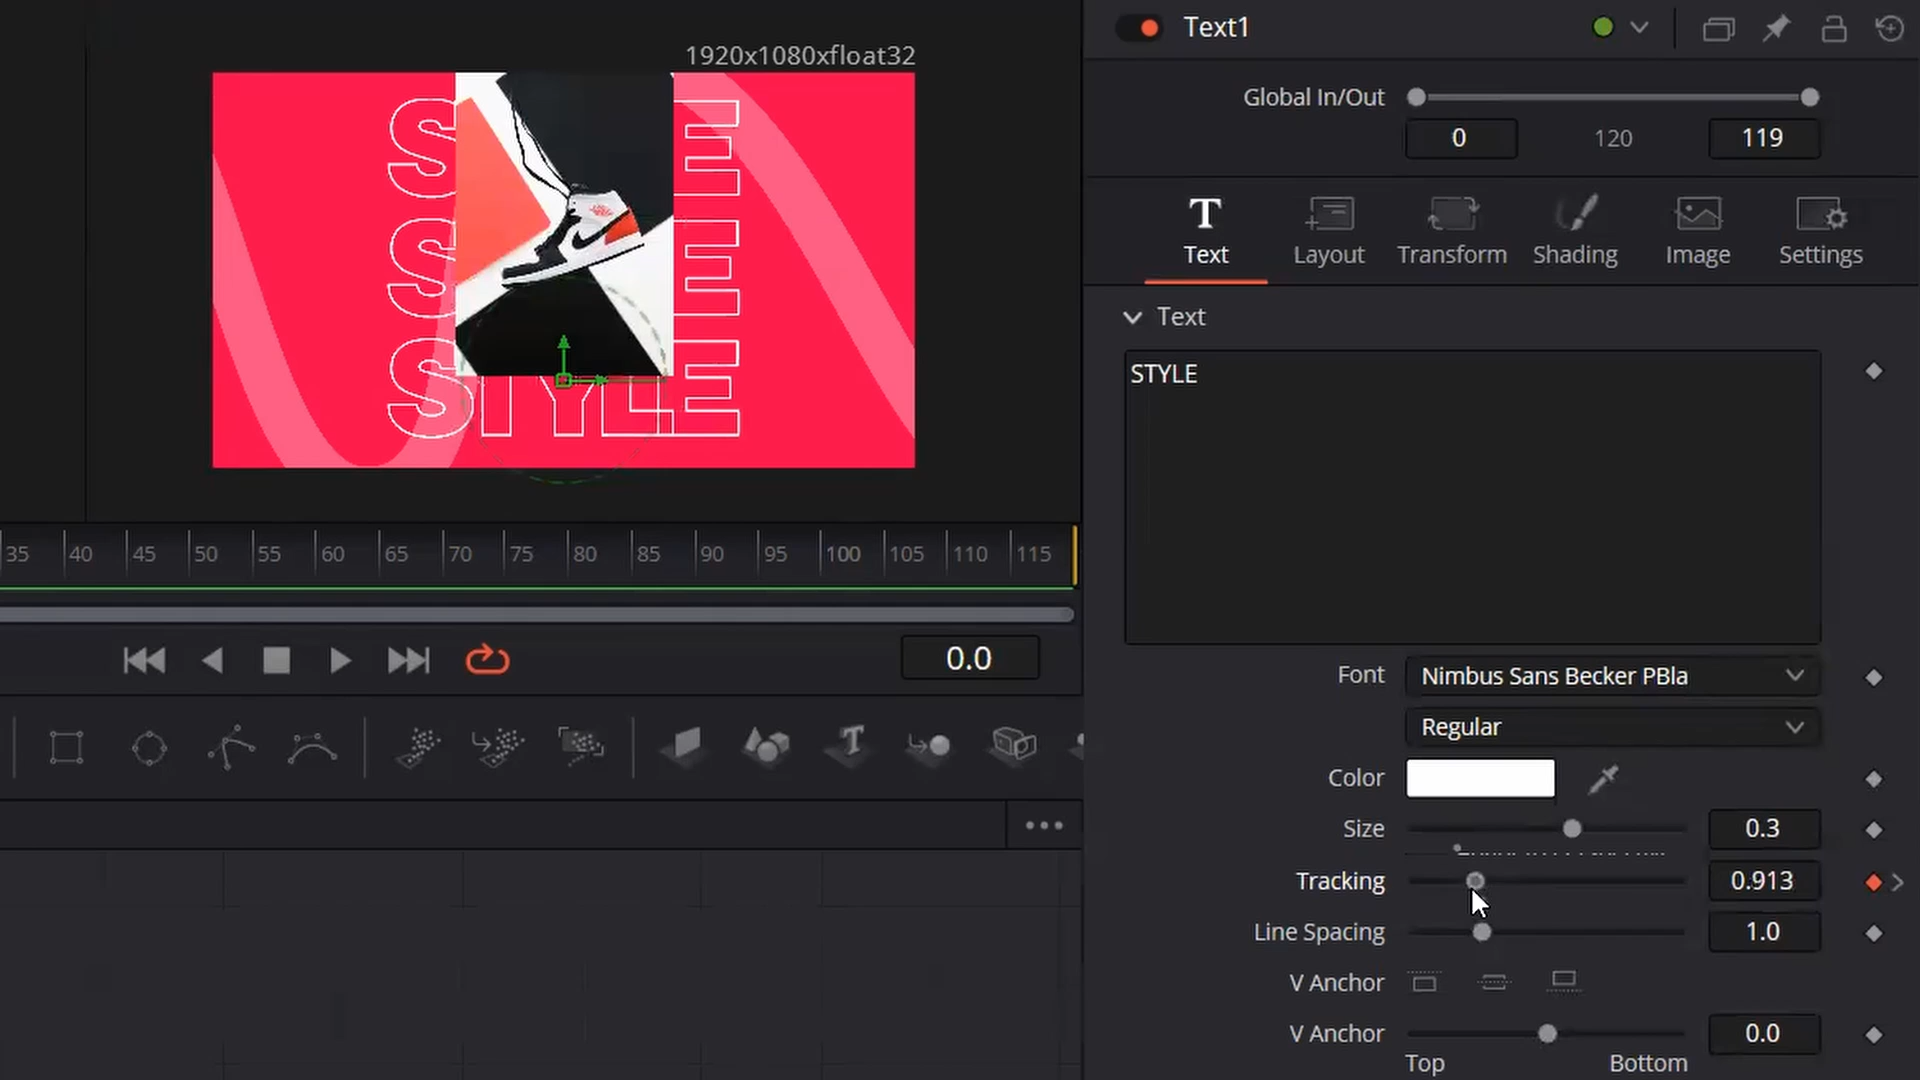 1920x1080xfloat32
S E
S E
STYLE
35 40 45 50 55 60 65 70 75 80 85 90 95 100 105 110 115
0.0
Text1
Global In/Out
0 120 119
Text Layout Transform Shading Image Settings
Text
STYLE
Font Nimbus Sans Becker PBla
Regular
Color
Size 0.3
Tracking 0.913
Line Spacing 1.0
V Anchor
V Anchor 0.0
Top Bottom